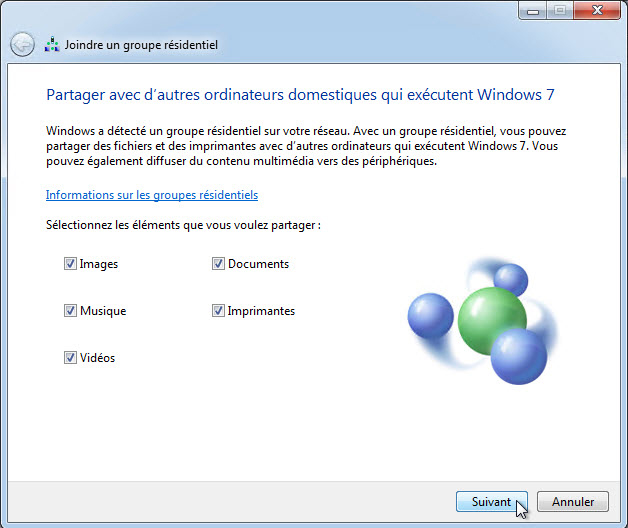 Joindre un groupe résidentiel
Partager avec d'autres ordinateurs domestiques qui exécutent Windows 7
Windows a détecté un groupe résidentiel sur votre réseau. Avec un groupe résidentiel, vous pouvez
partager des fichiers et des imprimantes avec d'autres ordinateurs qui exécutent Windows 7. Vous
pouvez également diffuser du contenu multimédia vers des périphériques.
Informations sur les groupes résidentiels
Sélectionnez les éléments que vous voulez partager :
Images Documents
Musique Imprimantes
Vidéos
Suivant Annuler